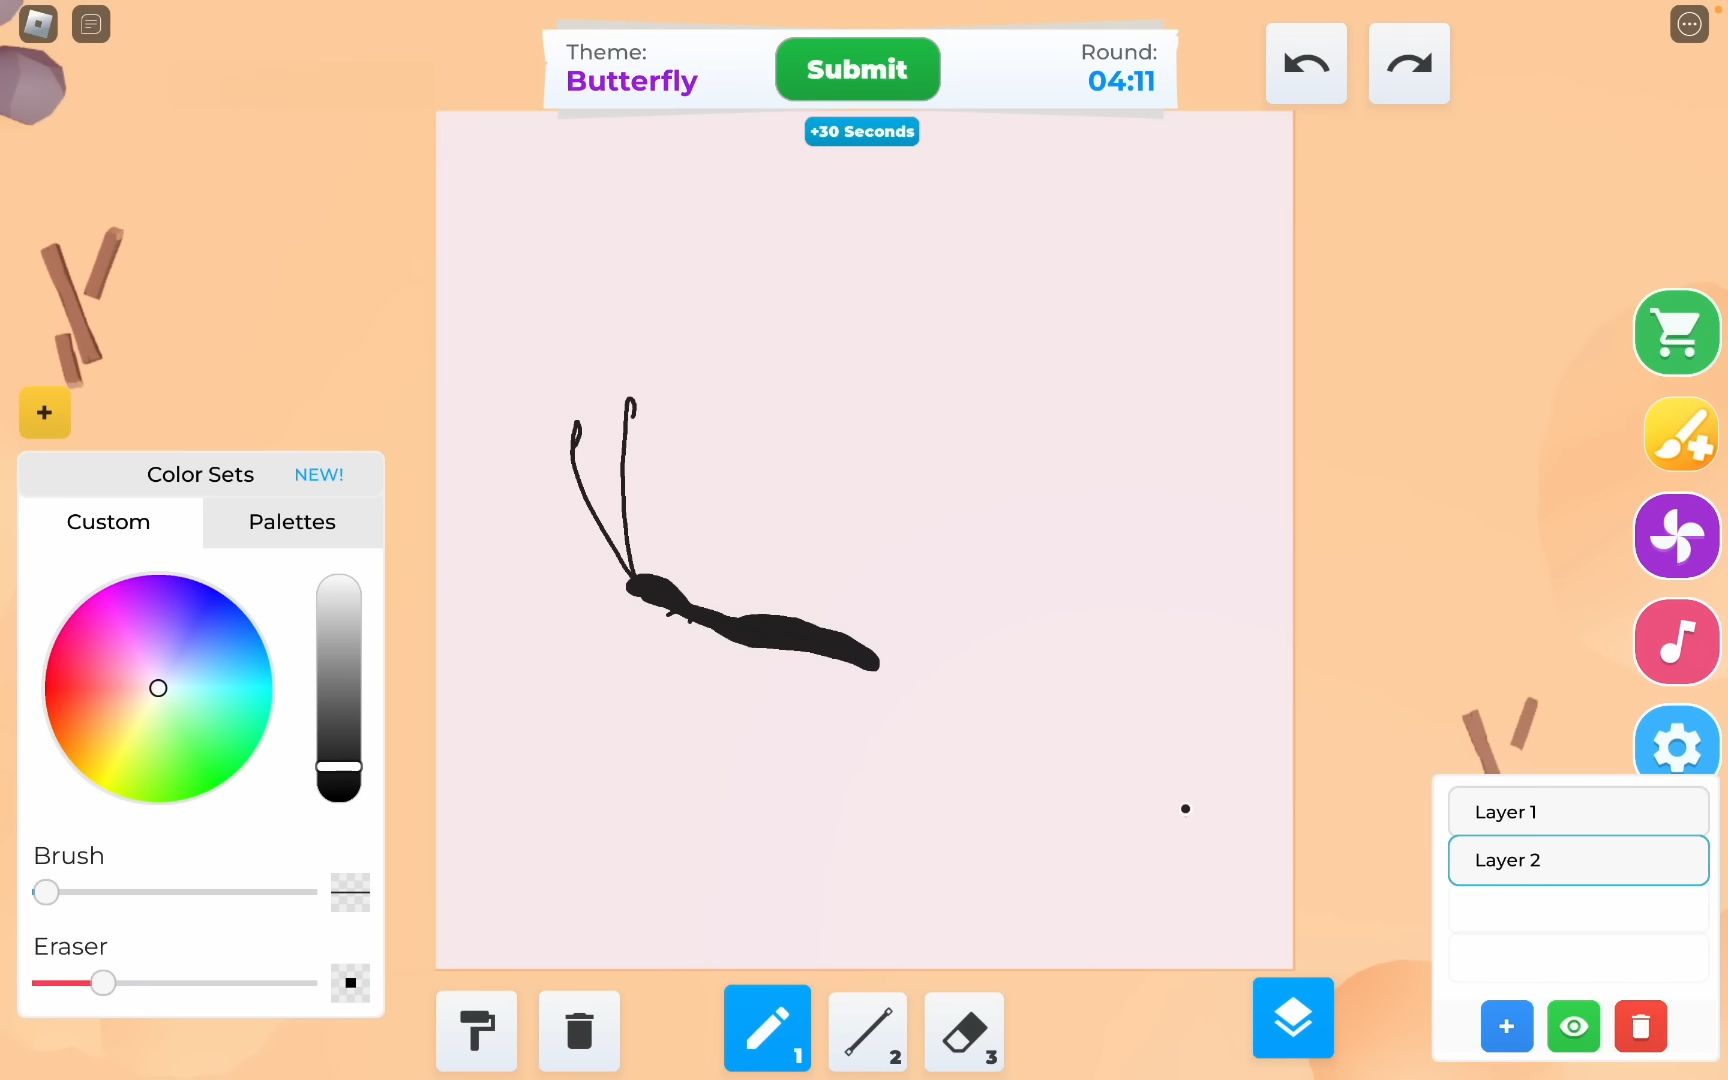 Theme:
Butterfly
Submit
Round:
04:11
+30 Seconds
+
Color Sets NEW!
Custom Palettes
Brush
Eraser
1
2
3
Layer 1
Layer 2
+